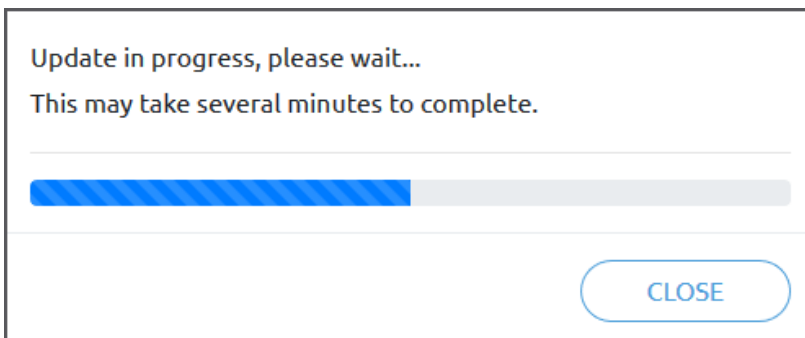 Update in progress, please wait...
This may take several minutes to complete.
CLOSE